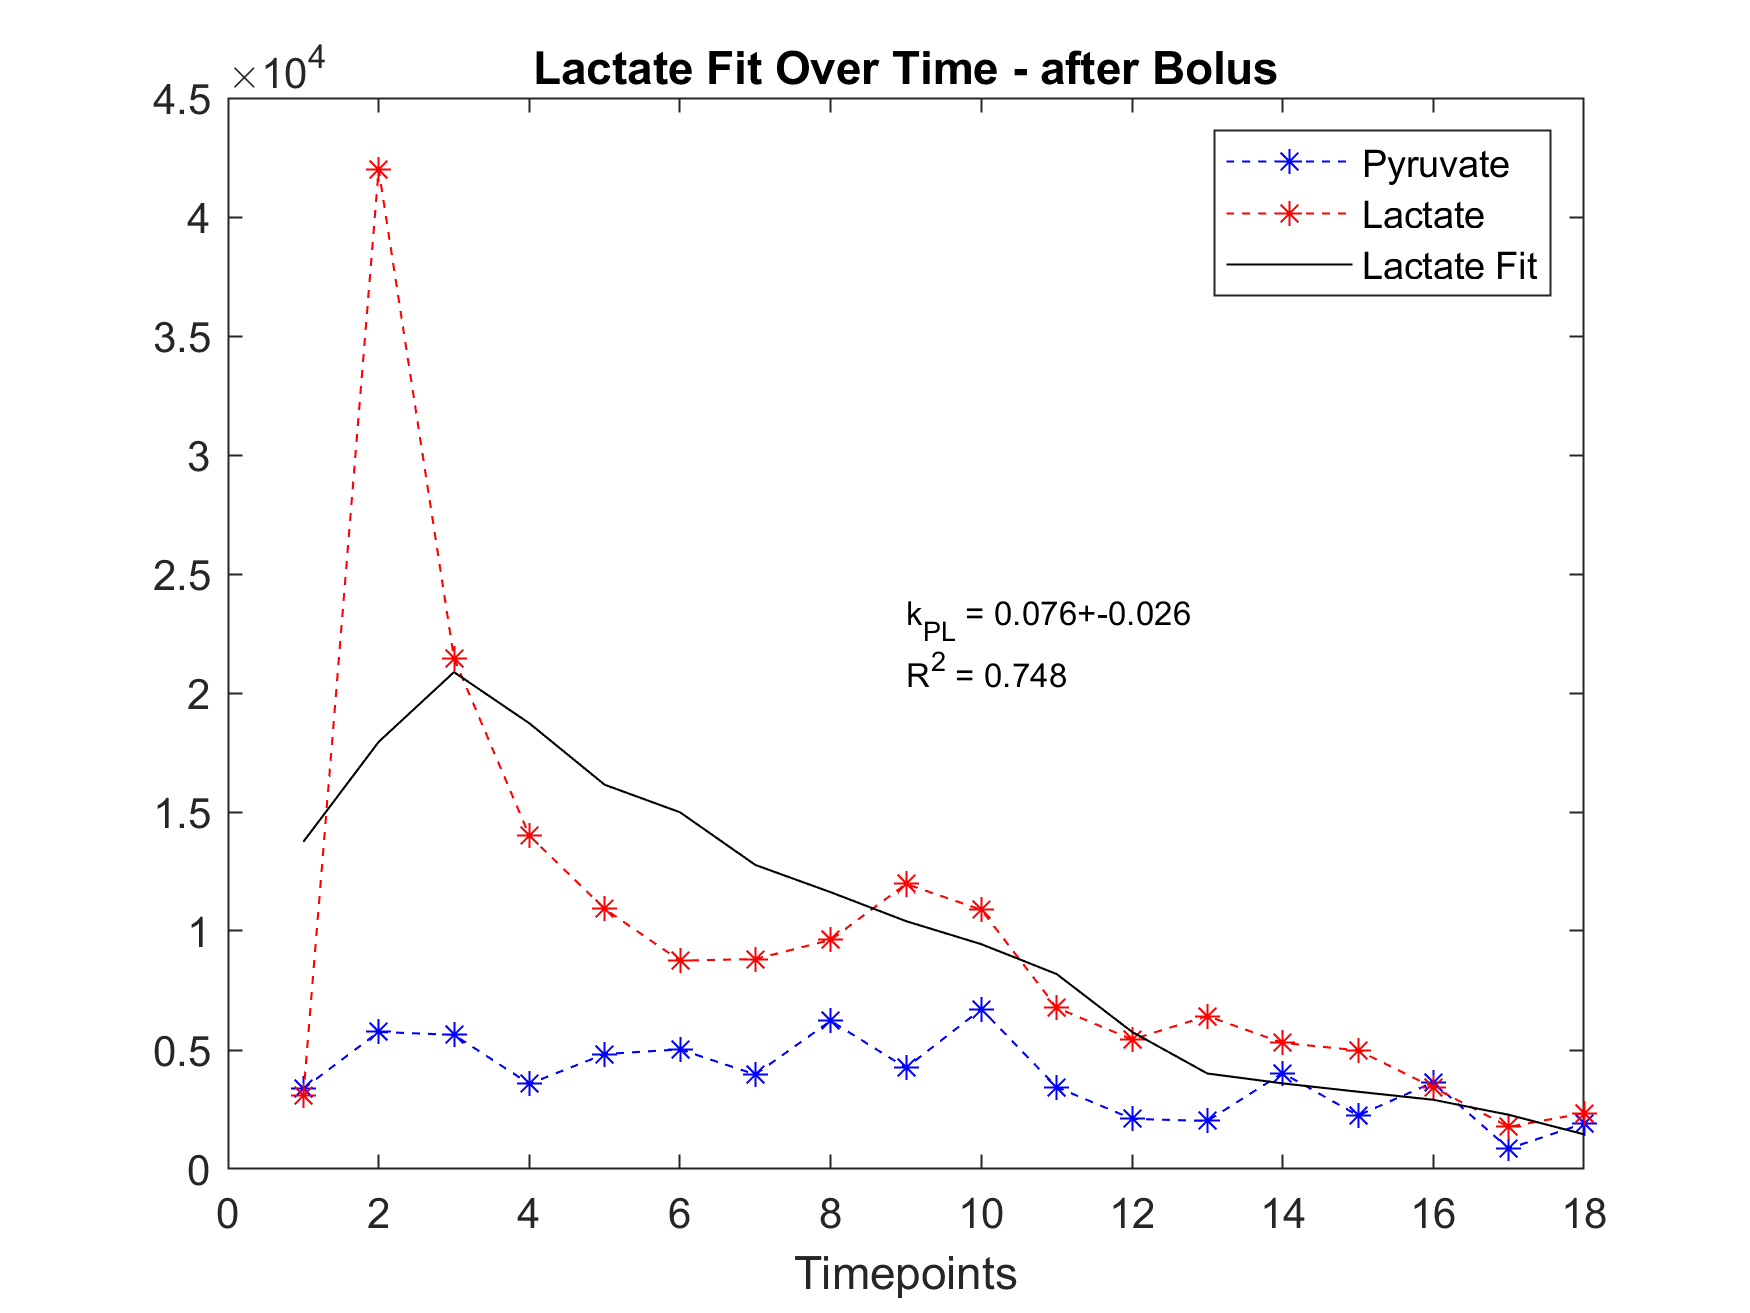 Lactate Fit Over Time - after Bolus
×10^4
4.5
4
3.5
3
2.5
2
1.5
1
0.5
0
Pyruvate
Lactate
Lactate Fit
k_PL = 0.076+-0.026
R^2 = 0.748
0 2 4 6 8 10 12 14 16 18
Timepoints